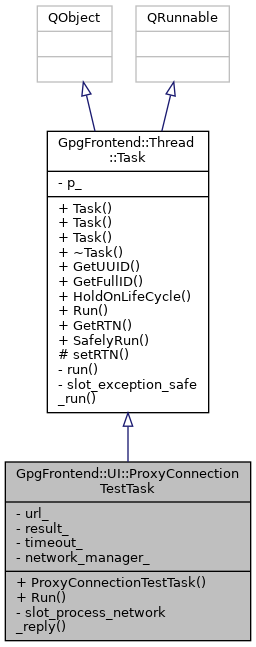 QObject
QRunnable
GpgFrontend::Thread
::Task
- p_
+ Task()
+ Task()
+ Task()
+ ~Task()
+ GetUUID()
+ GetFullID()
+ HoldOnLifeCycle()
+ Run()
+ GetRTN()
+ SafelyRun()
# setRTN()
- run()
- slot_exception_safe
_run()
GpgFrontend::UI::ProxyConnection
TestTask
- url_
- result_
- timeout_
- network_manager_
+ ProxyConnectionTestTask()
+ Run()
- slot_process_network
_reply()